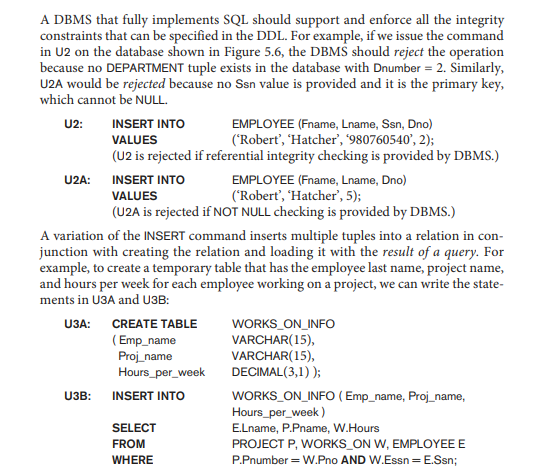 A DBMS that fully implements SQL should support and enforce all the integrity
constraints that can be specified in the DDL. For example, if we issue the command
in U2 on the database shown in Figure 5.6, the DBMS should reject the operation
because no DEPARTMENT tuple exists in the database with Dnumber = 2. Similarly,
U2A would be rejected because no Ssn value is provided and it is the primary key,
which cannot be NULL.
U2: INSERT INTO EMPLOYEE (Fname, Lname, Ssn, Dno)
VALUES (‘Robert’, ‘Hatcher’, ‘980760540’, 2);
(U2 is rejected if referential integrity checking is provided by DBMS.)
U2A: INSERT INTO EMPLOYEE (Fname, Lname, Dno)
VALUES (‘Robert’, ‘Hatcher’, 5);
(U2A is rejected if NOT NULL checking is provided by DBMS.)
A variation of the INSERT command inserts multiple tuples into a relation in con-
junction with creating the relation and loading it with the result of a query. For
example, to create a temporary table that has the employee last name, project name,
and hours per week for each employee working on a project, we can write the state-
ments in U3A and U3B:
U3A: CREATE TABLE WORKS_ON_INFO
( Emp_name VARCHAR(15),
Proj_name VARCHAR(15),
Hours_per_week DECIMAL(3,1) );
U3B: INSERT INTO WORKS_ON_INFO ( Emp_name, Proj_name,
Hours_per_week )
SELECT E.Lname, P.Pname, W.Hours
FROM PROJECT P, WORKS_ON W, EMPLOYEE E
WHERE P.Pnumber = W.Pno AND W.Essn = E.Ssn;